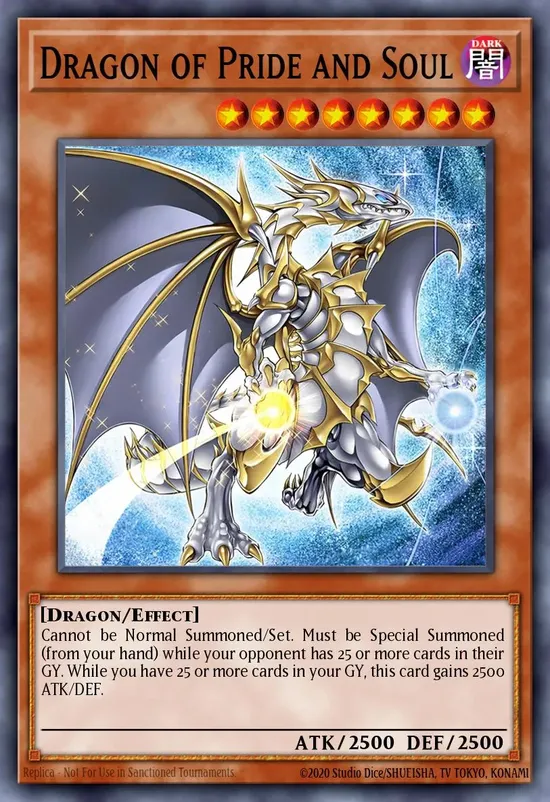 Dragon of Pride and Soul
DARK
闇
[Dragon/Effect]
Cannot be Normal Summoned/Set. Must be Special Summoned
(from your hand) while your opponent has 25 or more cards in their
GY. While you have 25 or more cards in your GY, this card gains 2500
ATK/DEF.
ATK/2500 DEF/2500
Replica - Not For Use in Sanctioned Tournaments
©2020 Studio Dice/SHUEISHA, TV TOKYO, KONAMI